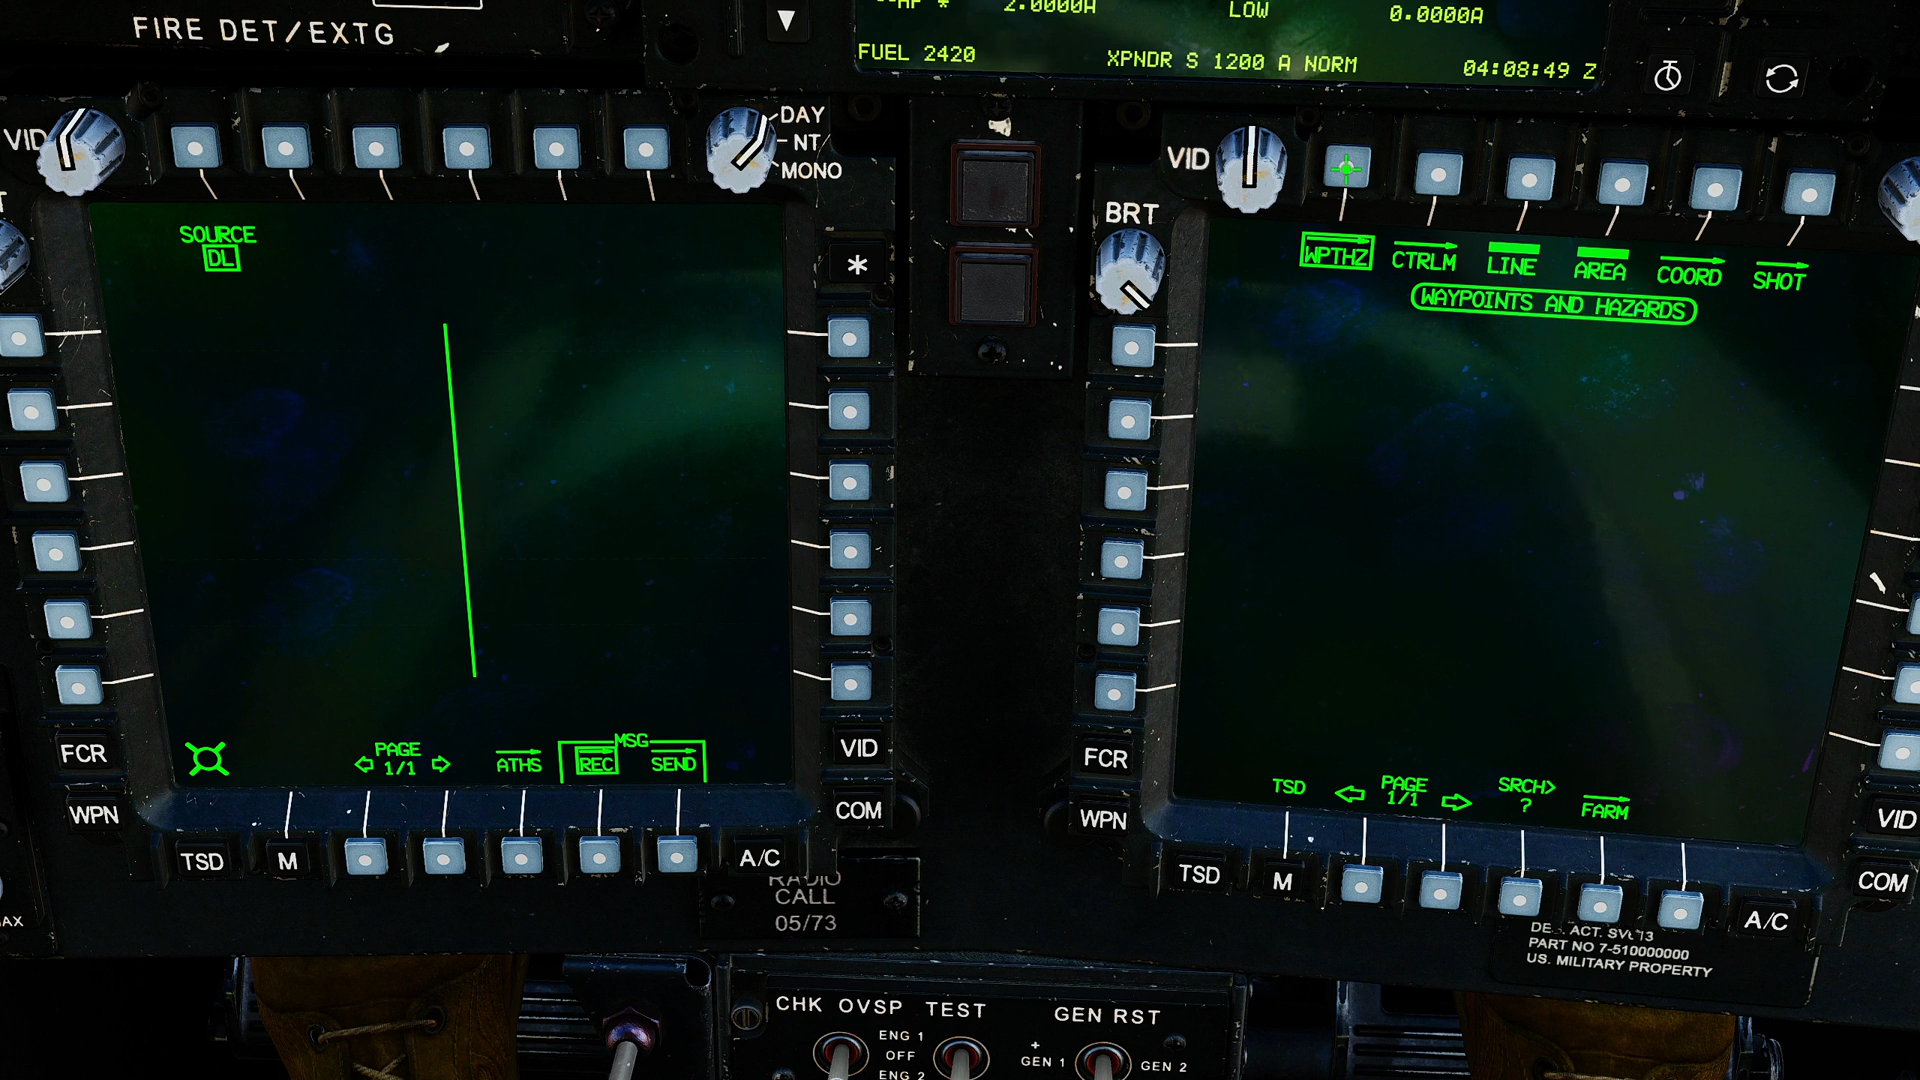 FIRE DET/EXTG
2.0000A
LOW
0.0000A
FUEL 2420
XPNDR S 1200 A NORM
04:08:49 Z
VID
DAY
NT
MONO
SOURCE
DL
*
FCR
WPN
TSD
M
PAGE
1/1
ATHS
MSG
REC
SEND
VID
COM
A/C
RADIO
CALL
05/73
VID
BRT
WPTHZ
CTRLM
LINE
AREA
COORD
SHOT
WAYPOINTS AND HAZARDS
FCR
WPN
TSD
M
TSD
PAGE
1/1
SRCH>
?
FARM
VID
COM
A/C
PART NO 7-510000000
US. MILITARY PROPERTY
CHK OVSP TEST
ENG 1
OFF
ENG 2
GEN RST
+
GEN 1
GEN 2